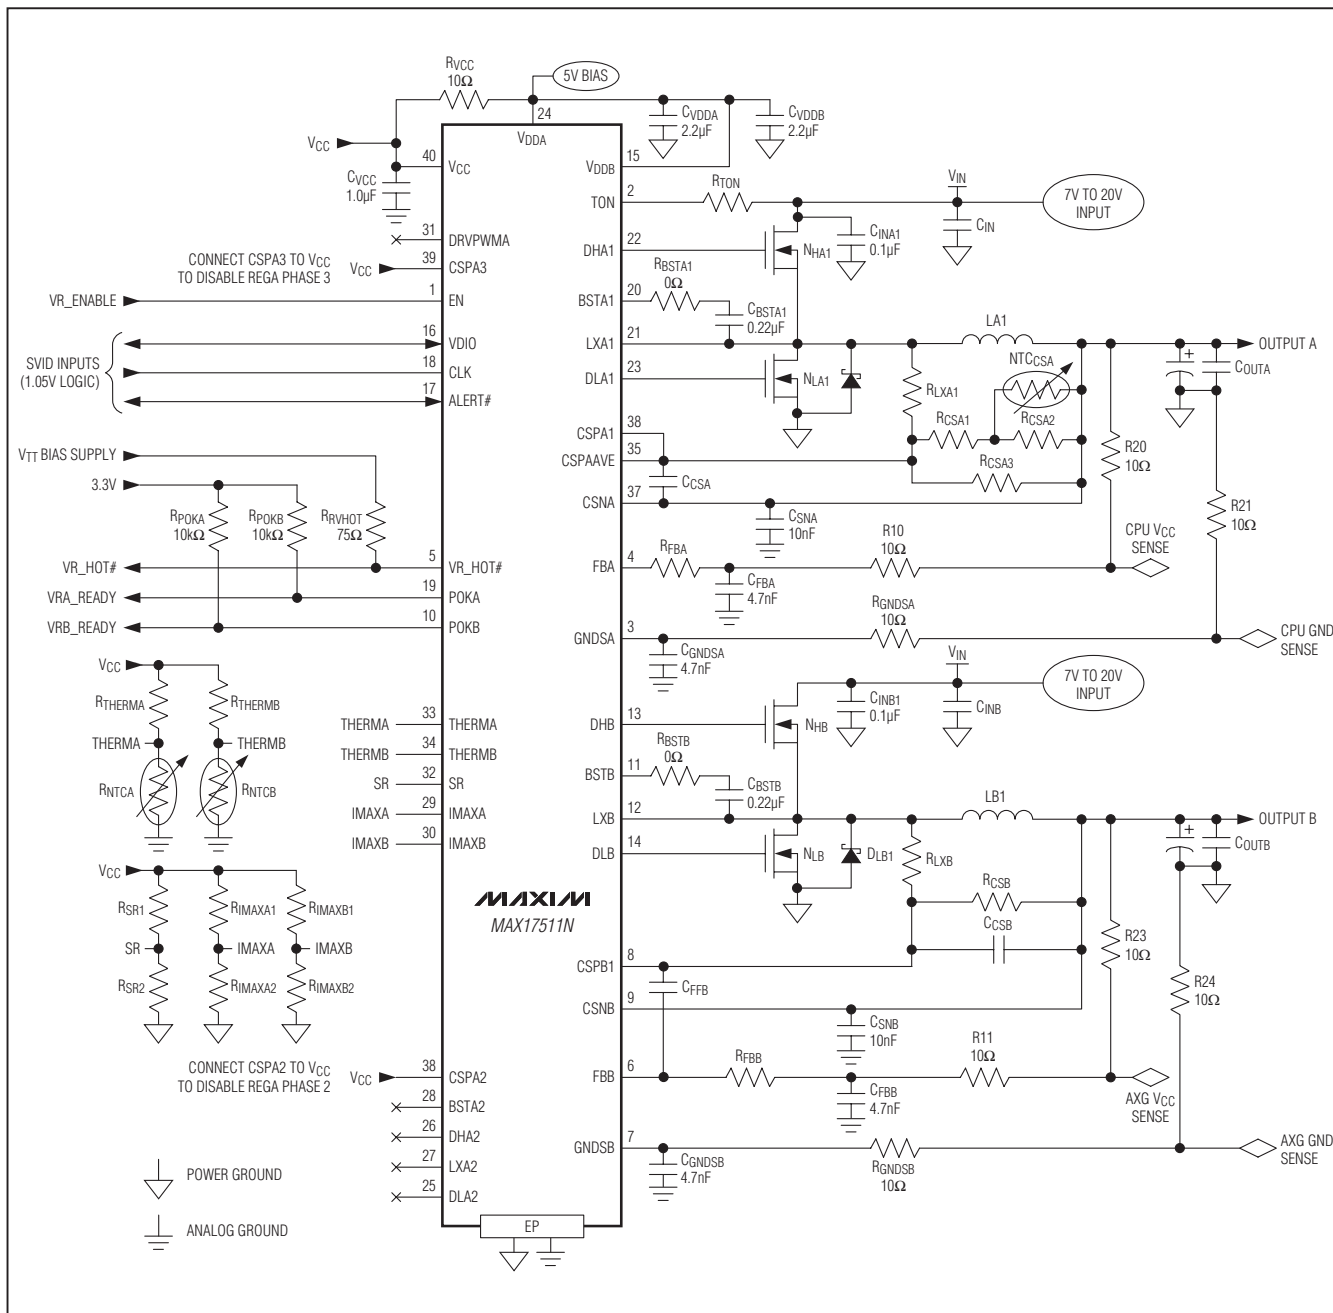 RVCC
10Ω
5V BIAS
24
VDDA
CVDDA
2.2µF
CVDDB
2.2µF
VCC
40
VCC
CVCC
1.0µF
15
VDDB
2
TON
RTON
VIN
7V TO 20V
INPUT
CIN
31
DRVPWMA
CONNECT CSPA3 TO VCC
TO DISABLE REGA PHASE 3
VCC
39
CSPA3
22
DHA1
NHA1
CINA1
0.1µF
VR_ENABLE
1
EN
20
BSTA1
RBSTA1
0Ω
CBSTA1
0.22µF
SVID INPUTS
(1.05V LOGIC)
16
VDIO
18
CLK
17
ALERT#
21
LXA1
LA1
OUTPUT A
23
DLA1
NLA1
RLXA1
NTCCSA
+
COUTA
38
CSPA1
RCSA1
RCSA2
35
CSPAAVE
RCSA3
CCSA
37
CSNA
CSNA
10nF
R20
10Ω
R21
10Ω
VTT BIAS SUPPLY
3.3V
RPOKA
10kΩ
RPOKB
10kΩ
RRVHOT
75Ω
VR_HOT#
5
VR_HOT#
VRA_READY
19
POKA
VRB_READY
10
POKB
4
FBA
RFBA
CFBA
4.7nF
R10
10Ω
CPU VCC
SENSE
3
GNDSA
CGNDSA
4.7nF
RGNDSA
10Ω
CPU GND
SENSE
VCC
RTHERMA
RTHERMB
THERMA
THERMB
RNTCA
RNTCB
THERMA
33
THERMA
THERMB
34
THERMB
SR
32
SR
IMAXA
29
IMAXA
IMAXB
30
IMAXB
VIN
7V TO 20V
INPUT
13
DHB
NHB
CINB1
0.1µF
CINB
11
BSTB
RBSTB
0Ω
CBSTB
0.22µF
12
LXB
LB1
OUTPUT B
14
DLB
NLB
DLB1
RLXB
+
COUTB
RCSB
CCSB
VCC
RSR1
RIMAXA1
RIMAXB1
SR
IMAXA
IMAXB
RSR2
RIMAXA2
RIMAXB2
MAXIM
MAX17511N
8
CSPB1
CFFB
9
CSNB
CSNB
10nF
R23
10Ω
R24
10Ω
CONNECT CSPA2 TO VCC
TO DISABLE REGA PHASE 2
VCC
38
CSPA2
28
BSTA2
26
DHA2
27
LXA2
25
DLA2
6
FBB
RFBB
CFBB
4.7nF
R11
10Ω
AXG VCC
SENSE
7
GNDSB
CGNDSB
4.7nF
RGNDSB
10Ω
AXG GND
SENSE
POWER GROUND
ANALOG GROUND
EP